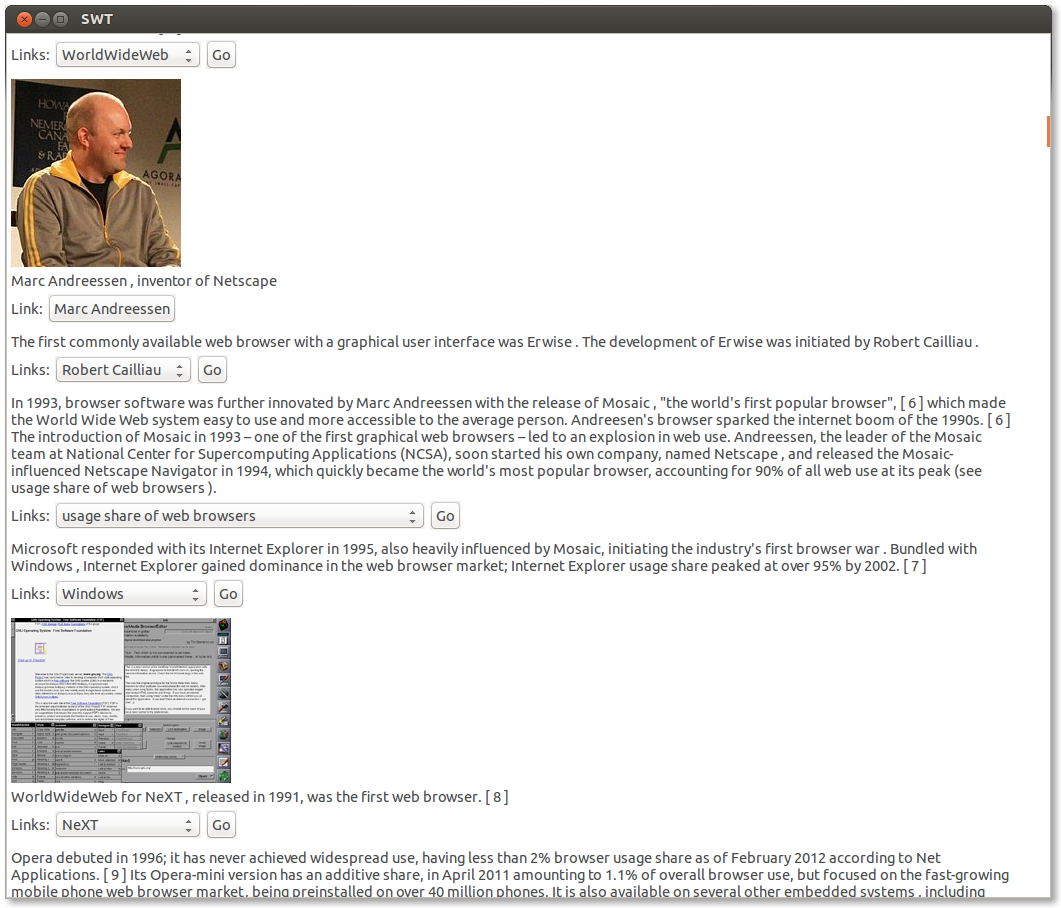 SWT
Links: WorldWideWeb Go
HOWA
NEMER
CANA
FA
& RA
A
AGORA
Marc Andreessen , inventor of Netscape
Link: Marc Andreessen
The first commonly available web browser with a graphical user interface was Erwise . The development of Erwise was initiated by Robert Cailliau .
Links: Robert Cailliau Go
In 1993, browser software was further innovated by Marc Andreessen with the release of Mosaic , "the world's first popular browser", [ 6 ] which made
the World Wide Web system easy to use and more accessible to the average person. Andreesen's browser sparked the internet boom of the 1990s. [ 6 ]
The introduction of Mosaic in 1993 – one of the first graphical web browsers – led to an explosion in web use. Andreessen, the leader of the Mosaic
team at National Center for Supercomputing Applications (NCSA), soon started his own company, named Netscape , and released the Mosaic-
influenced Netscape Navigator in 1994, which quickly became the world's most popular browser, accounting for 90% of all web use at its peak (see
usage share of web browsers ).
Links: usage share of web browsers Go
Microsoft responded with its Internet Explorer in 1995, also heavily influenced by Mosaic, initiating the industry's first browser war . Bundled with
Windows , Internet Explorer gained dominance in the web browser market; Internet Explorer usage share peaked at over 95% by 2002. [ 7 ]
Links: Windows Go
WorldWideWeb for NeXT , released in 1991, was the first web browser. [ 8 ]
Links: NeXT Go
Opera debuted in 1996; it has never achieved widespread use, having less than 2% browser usage share as of February 2012 according to Net
Applications. [ 9 ] Its Opera-mini version has an additive share, in April 2011 amounting to 1.1% of overall browser use, but focused on the fast-growing
mobile phone web browser market, being preinstalled on over 40 million phones. It is also available on several other embedded systems , including